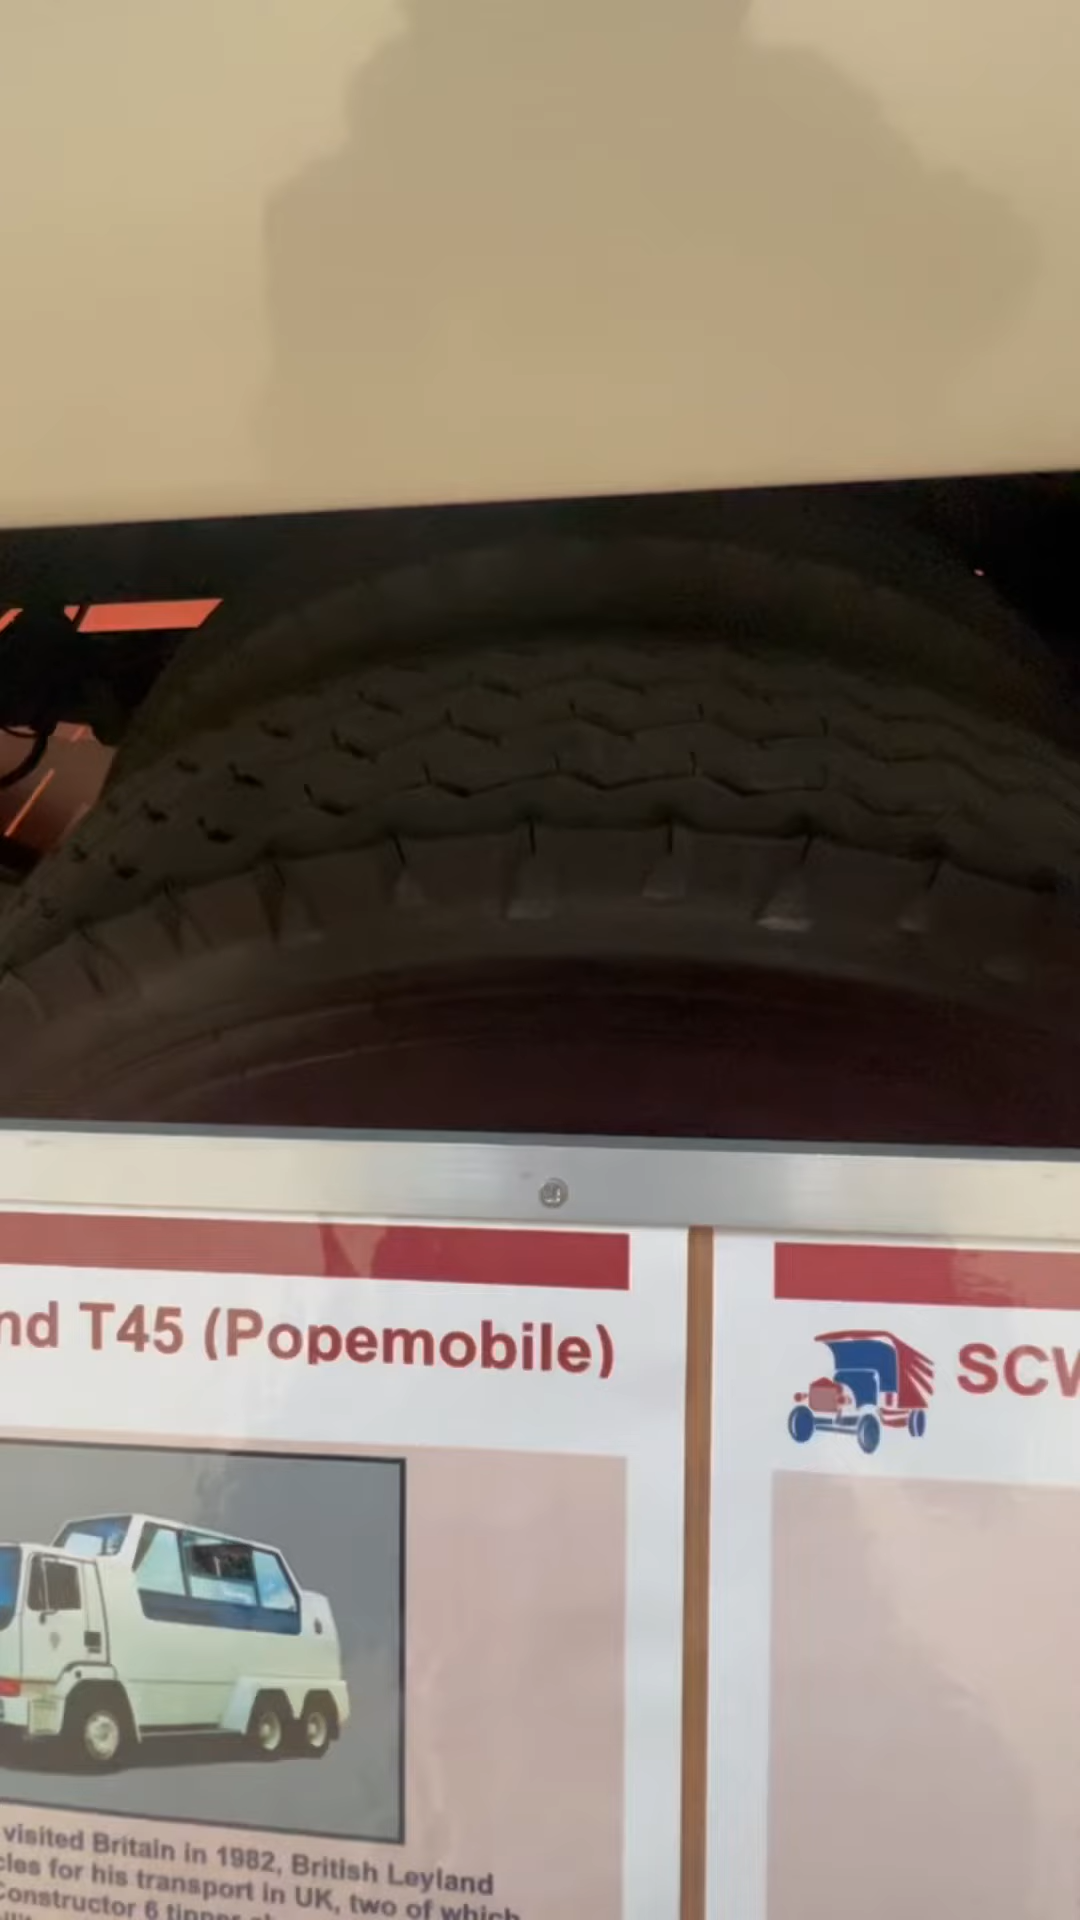 nd T45 (Popemobile)
SCV
visited Britain in 1982, British Leyland
cles for his transport in UK, two of which
Constructor 6 tipper